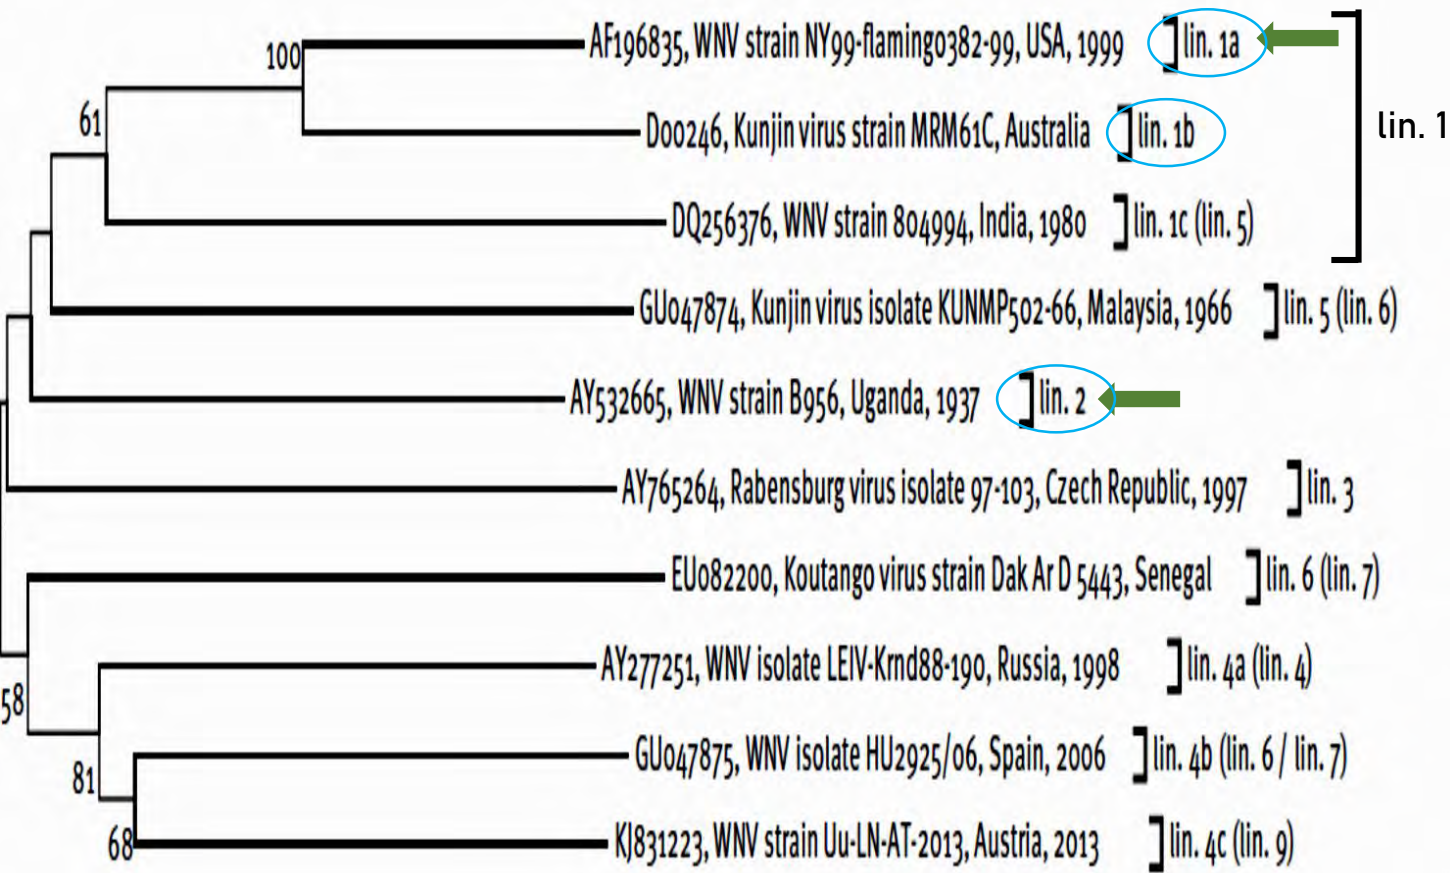 100
61
AF196835, WNV strain NY99-flamingo382-99, USA, 1999 lin. 1a
D00246, Kunjin virus strain MRM61C, Australia lin. 1b
lin. 1
DQ256376, WNV strain 804994, India, 1980 lin. 1c (lin. 5)
GU047874, Kunjin virus isolate KUNMP502-66, Malaysia, 1966 lin. 5 (lin. 6)
AY532665, WNV strain B956, Uganda, 1937 lin. 2
AY765264, Rabensburg virus isolate 97-103, Czech Republic, 1997 lin. 3
EU082200, Koutango virus strain Dak Ar D 5443, Senegal lin. 6 (lin. 7)
AY277251, WNV isolate LEIV-Krnd88-190, Russia, 1998 lin. 4a (lin. 4)
58
GU047875, WNV isolate HU2925/06, Spain, 2006 lin. 4b (lin. 6 / lin. 7)
81
68
KJ831223, WNV strain Uu-LN-AT-2013, Austria, 2013 lin. 4c (lin. 9)